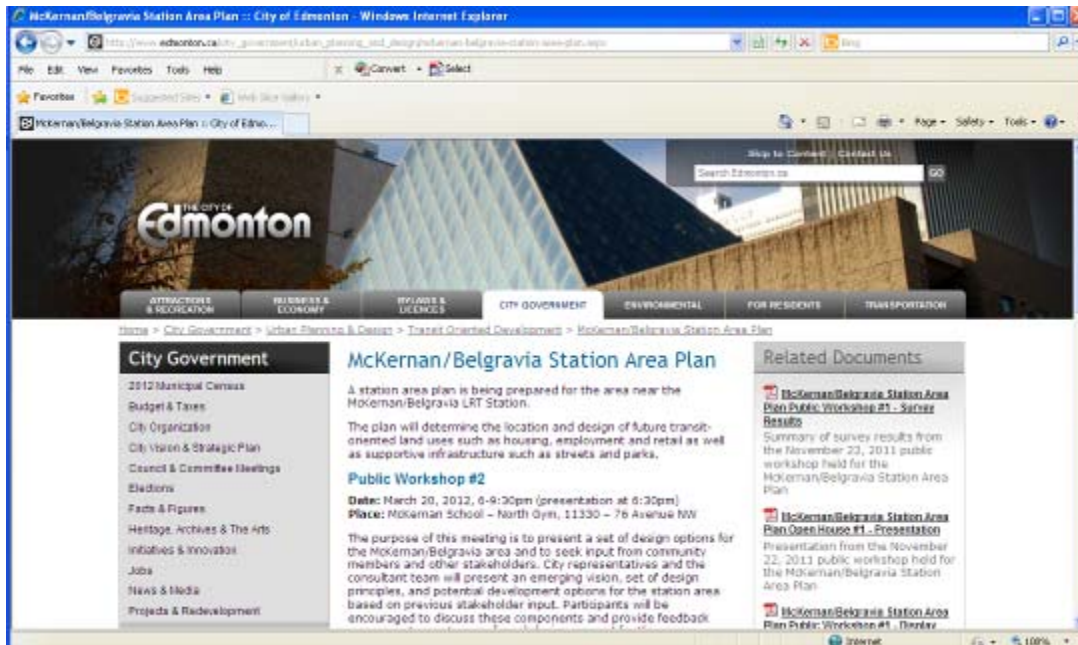 McKernan/Belgravia Station Area Plan :: City of Edmonton - Windows Internet Explorer
File Edit View Favorites Tools Help
Convert Select
Favorites Suggested Sites Web Slice Gallery
McKernan/Belgravia Station Area Plan :: City of Edmo...
Page Safety Tools
Skip to Content Contact Us
Search Edmonton.ca GO
THE CITY OF
Edmonton
ATTRACTIONS & RECREATION
BUSINESS & ECONOMY
BYLAWS & LICENCES
CITY GOVERNMENT
ENVIRONMENTAL
FOR RESIDENTS
TRANSPORTATION
Home > City Government > Urban Planning & Design > Transit Oriented Development > McKernan/Belgravia Station Area Plan
City Government
2012 Municipal Census
Budget & Taxes
City Organization
City Vision & Strategic Plan
Council & Committee Meetings
Elections
Facts & Figures
Heritage, Archives & The Arts
Initiatives & Innovation
Jobs
News & Media
Projects & Redevelopment
McKernan/Belgravia Station Area Plan
A station area plan is being prepared for the area near the
McKernan/Belgravia LRT Station.
The plan will determine the location and design of future transit-
oriented land uses such as housing, employment and retail as well
as supportive infrastructure such as streets and parks.
Public Workshop #2
Date: March 20, 2012, 6-9:30pm (presentation at 6:30pm)
Place: McKernan School – North Gym, 11330 – 76 Avenue NW
The purpose of this meeting is to present a set of design options for
the McKernan/Belgravia area and to seek input from community
members and other stakeholders. City representatives and the
consultant team will present an emerging vision, set of design
principles, and potential development options for the station area
based on previous stakeholder input. Participants will be
encouraged to discuss these components and provide feedback
Related Documents
McKernan/Belgravia Station Area
Plan Public Workshop #1 - Survey
Results
Summary of survey results from
the November 23, 2011 public
workshop held for the
McKernan/Belgravia Station Area
Plan
McKernan/Belgravia Station Area
Plan Open House #1 - Presentation
Presentation from the November
22, 2011 public workshop held for
the McKernan/Belgravia Station
Area Plan
McKernan/Belgravia Station Area
Plan Public Workshop #1 - Display
Internet 100%